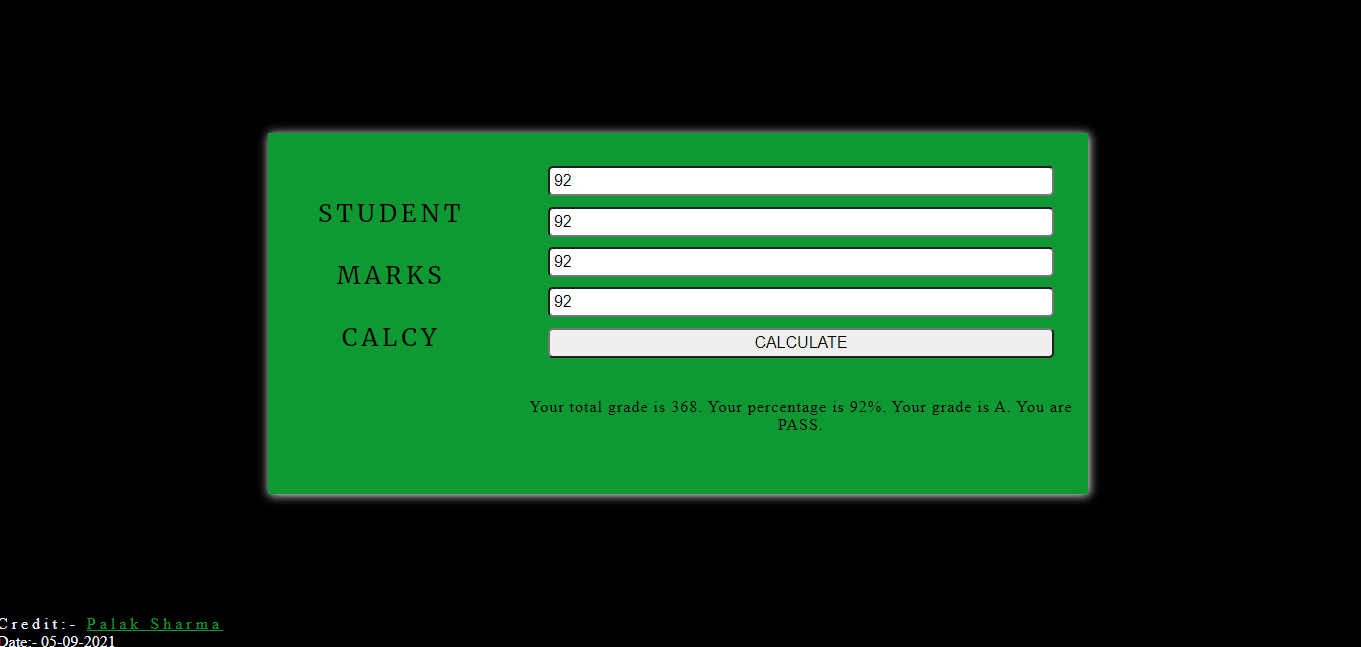 STUDENT
MARKS
CALCY
92
92
92
92
CALCULATE
Your total grade is 368. Your percentage is 92%. Your grade is A. You are
PASS.
Credit:- Palak Sharma
Date:- 05-09-2021